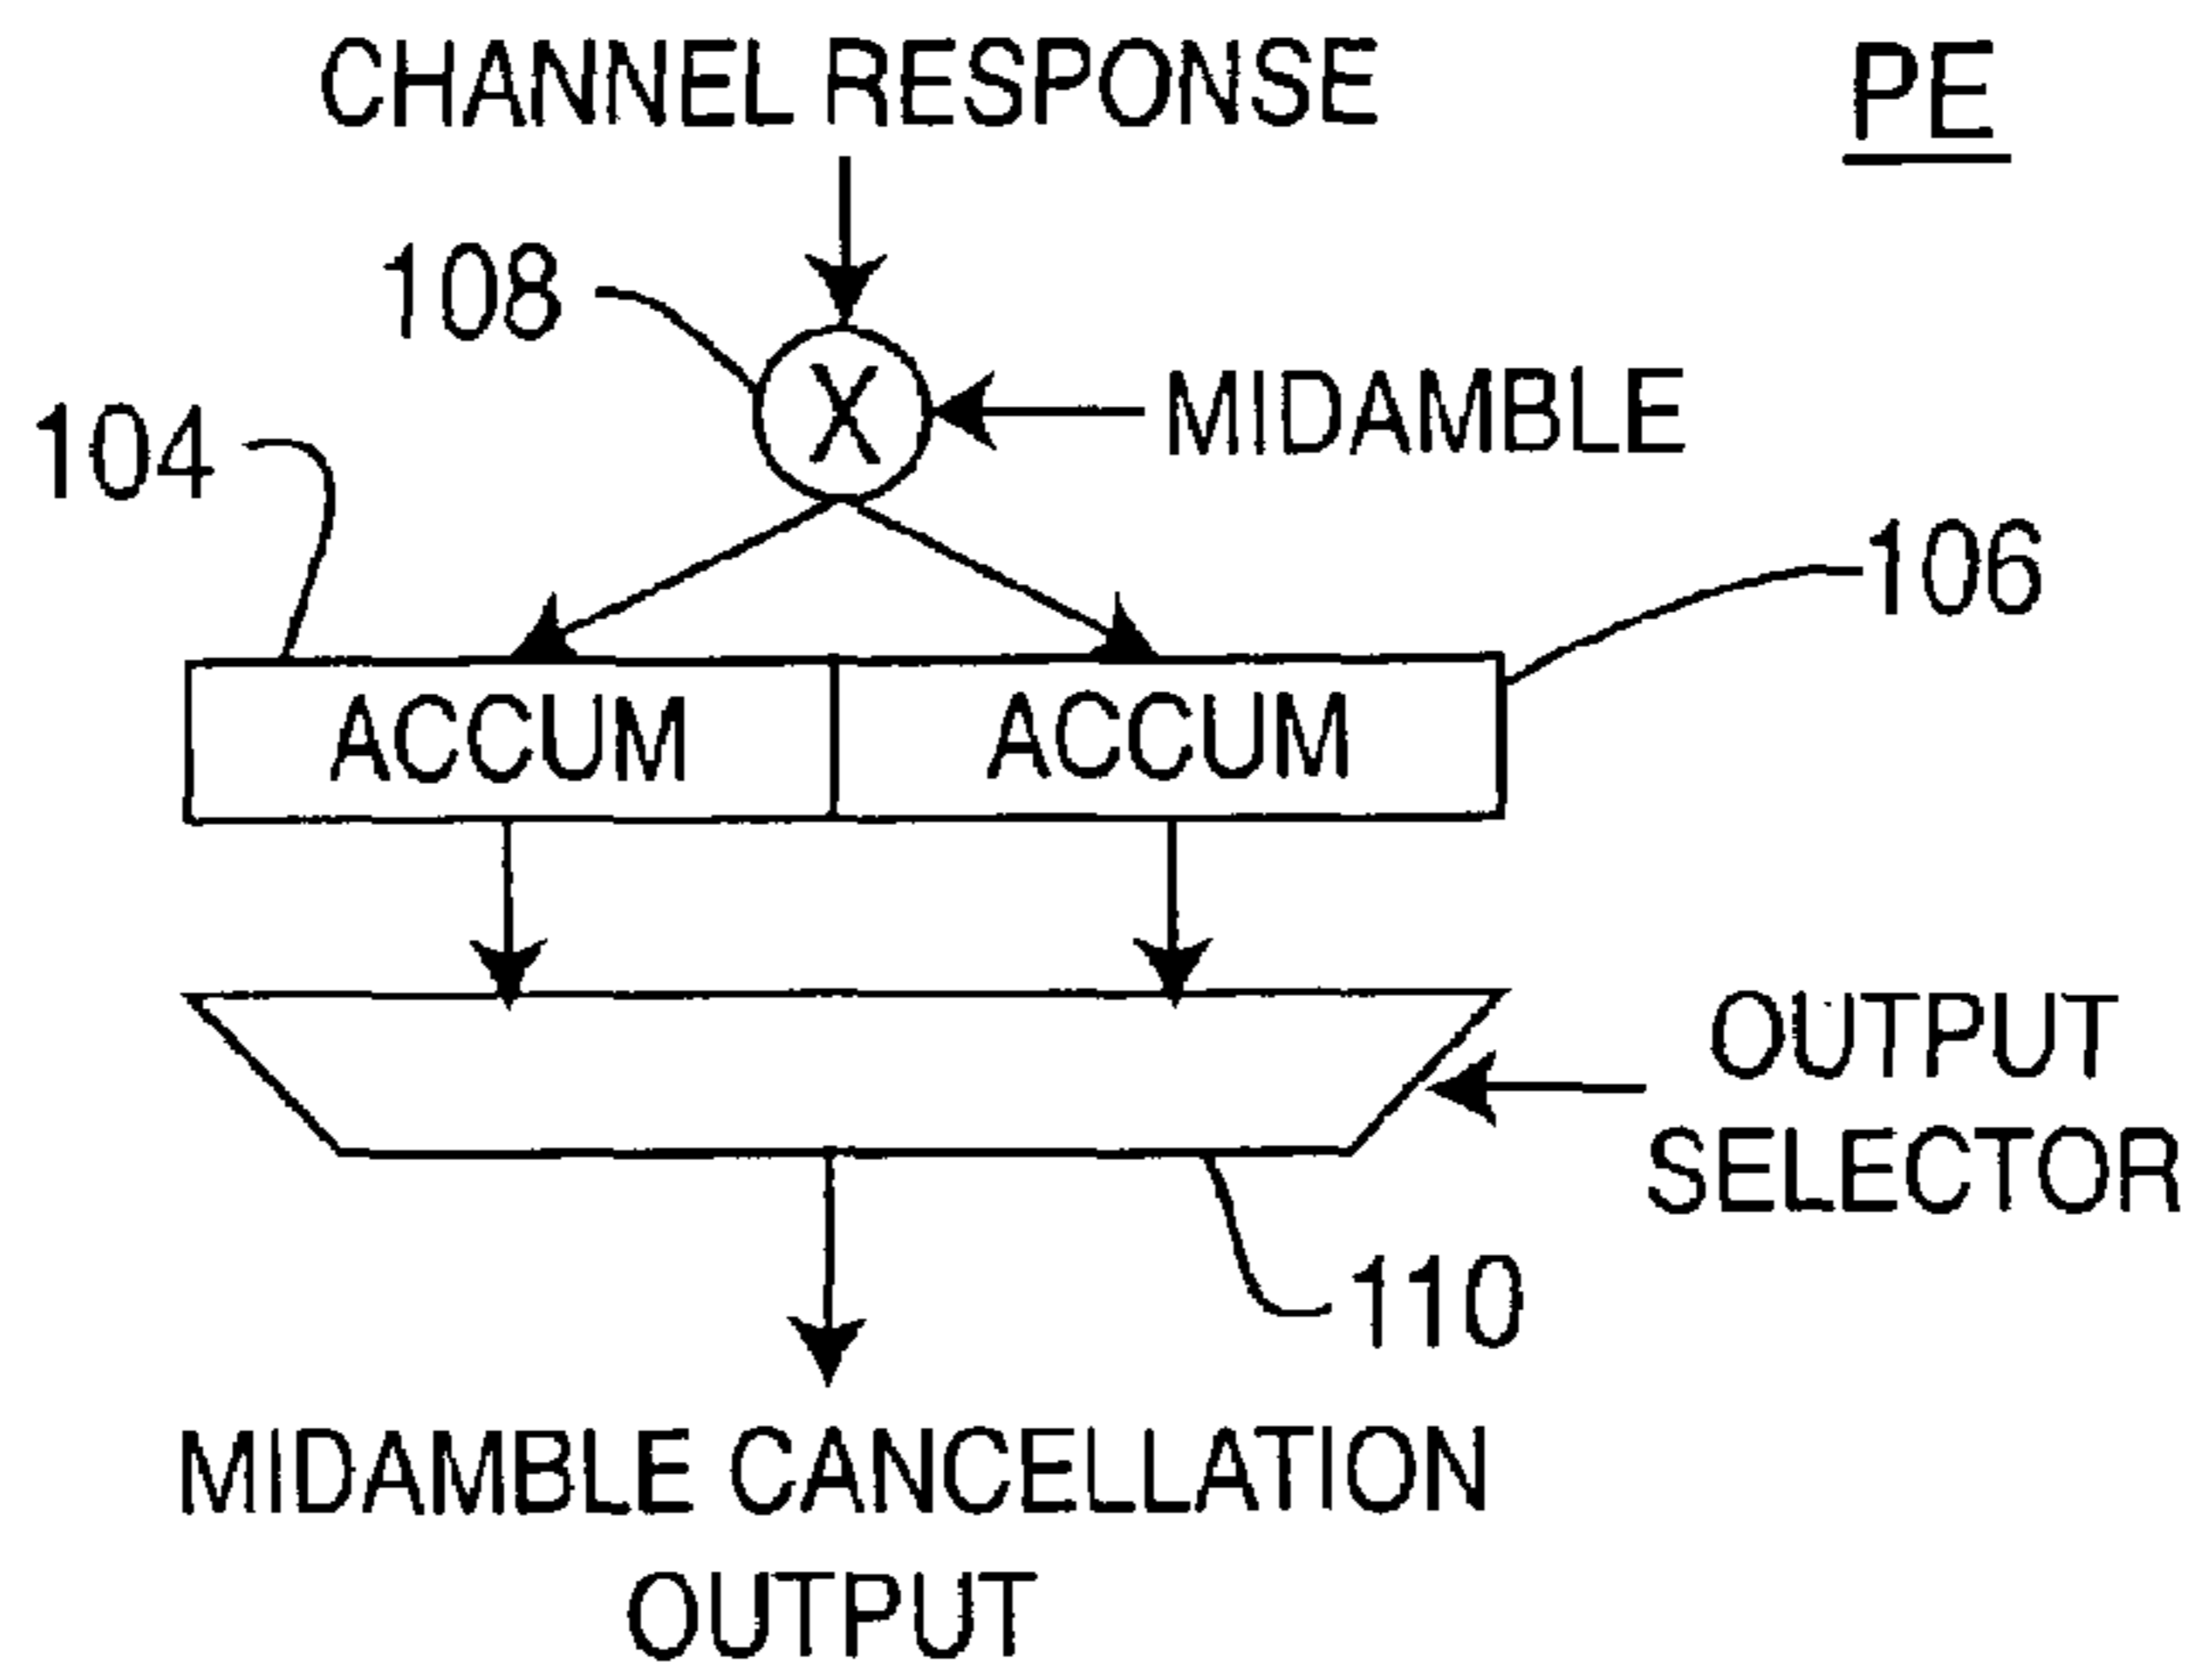 CHANNEL RESPONSE
PE
108
X
MIDAMBLE
104
106
ACCUM
ACCUM
OUTPUT
SELECTOR
110
MIDAMBLE CANCELLATION
OUTPUT